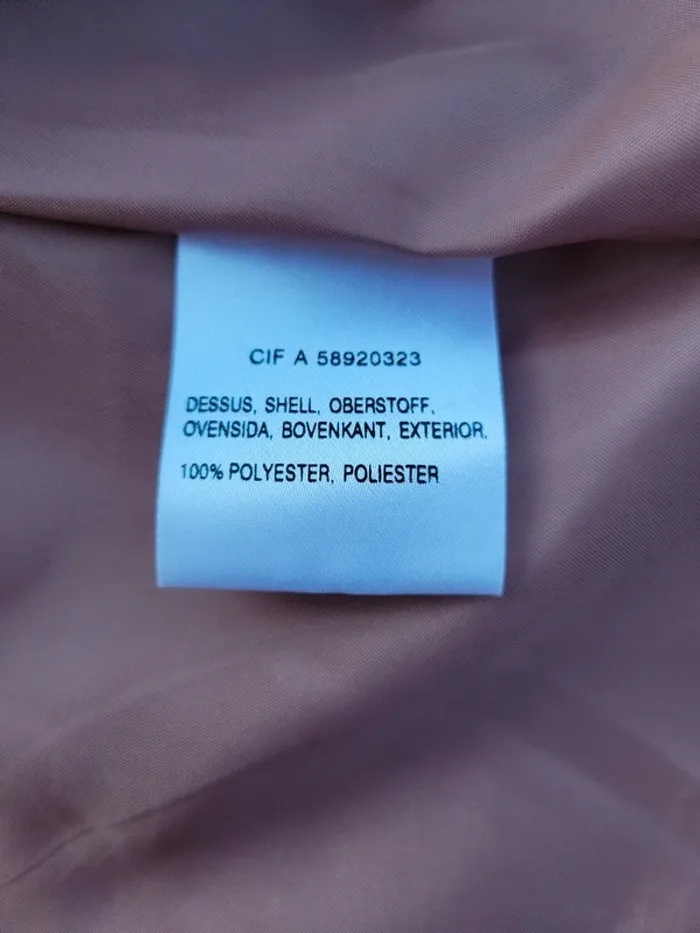 CIF A 58920323
DESSUS, SHELL, OBERSTOFF.
OVENSIDA, BOVENKANT, EXTERIOR,
100% POLYESTER, POLIESTER